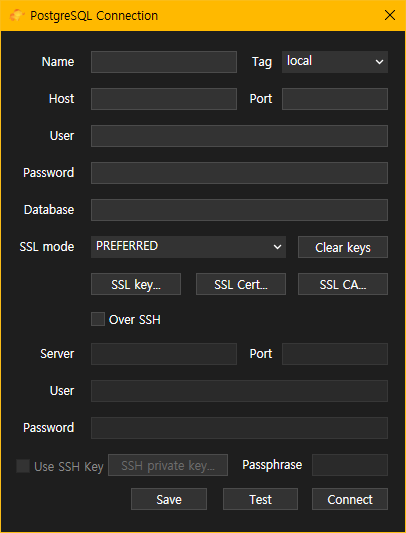 PostgreSQL Connection
Name Tag local
Host Port
User
Password
Database
SSL mode PREFERRED Clear keys
SSL key... SSL Cert... SSL CA...
Over SSH
Server Port
User
Password
Use SSH Key SSH private key... Passphrase
Save Test Connect